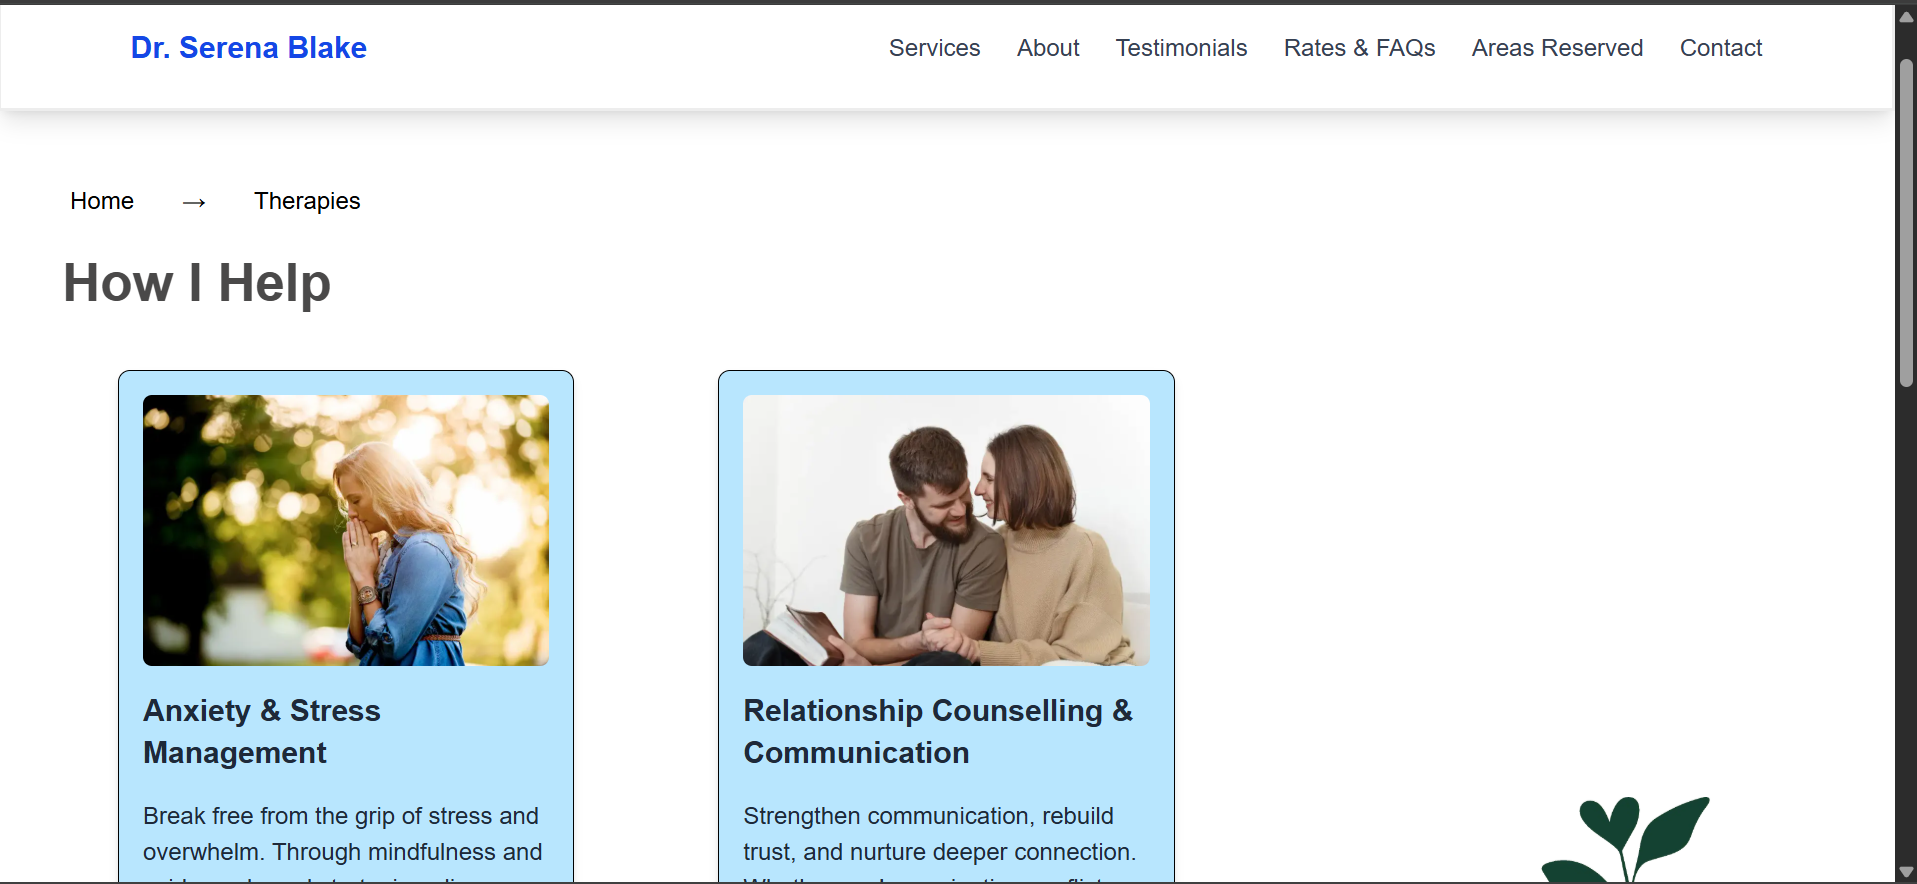 Dr. Serena Blake
Services About Testimonials Rates & FAQs Areas Reserved Contact
Home → Therapies
How I Help
Anxiety & Stress
Management
Break free from the grip of stress and
overwhelm. Through mindfulness and
Relationship Counselling &
Communication
Strengthen communication, rebuild
trust, and nurture deeper connection.